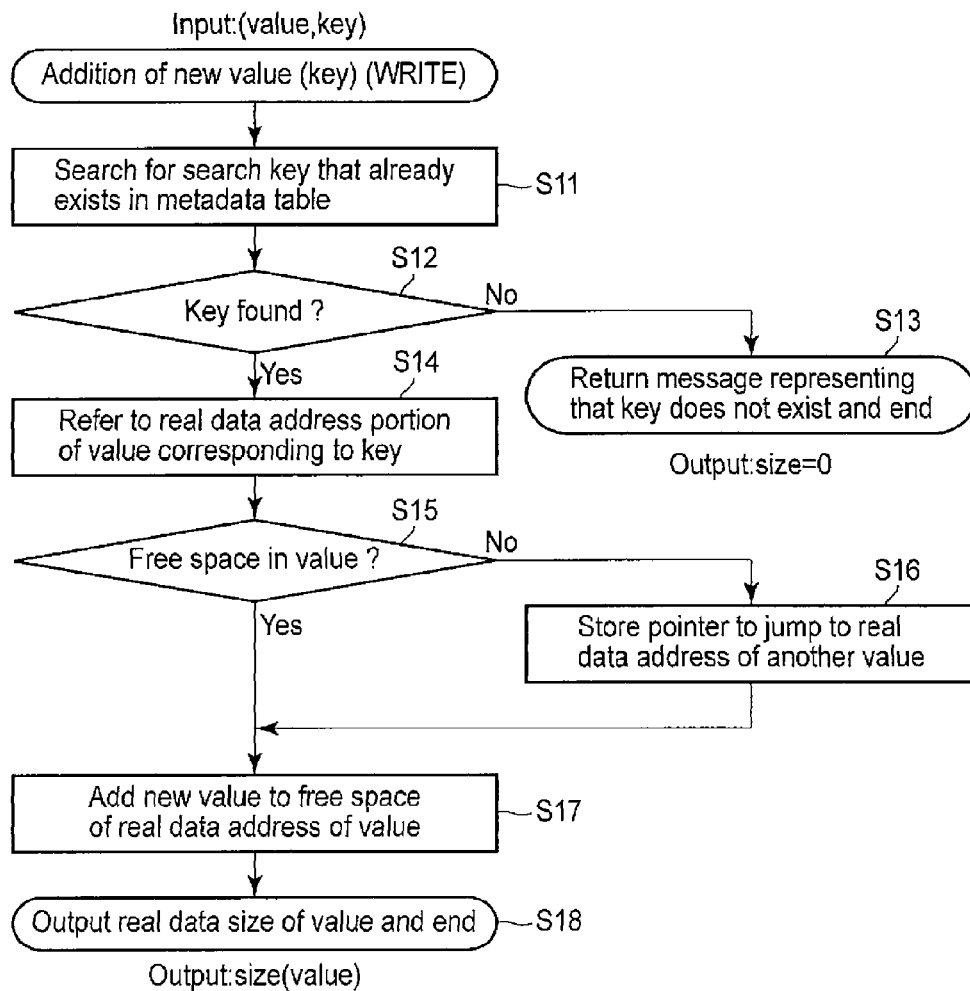 Input:(value,key)
Addition of new value (key) (WRITE)
Search for search key that already
exists in metadata table
S11
S12
Key found ?
No
Yes
S13
Return message representing
that key does not exist and end
Output:size=0
S14
Refer to real data address portion
of value corresponding to key
S15
Free space in value ?
No
Yes
S16
Store pointer to jump to real
data address of another value
Add new value to free space
of real data address of value
S17
Output real data size of value and end
S18
Output:size(value)